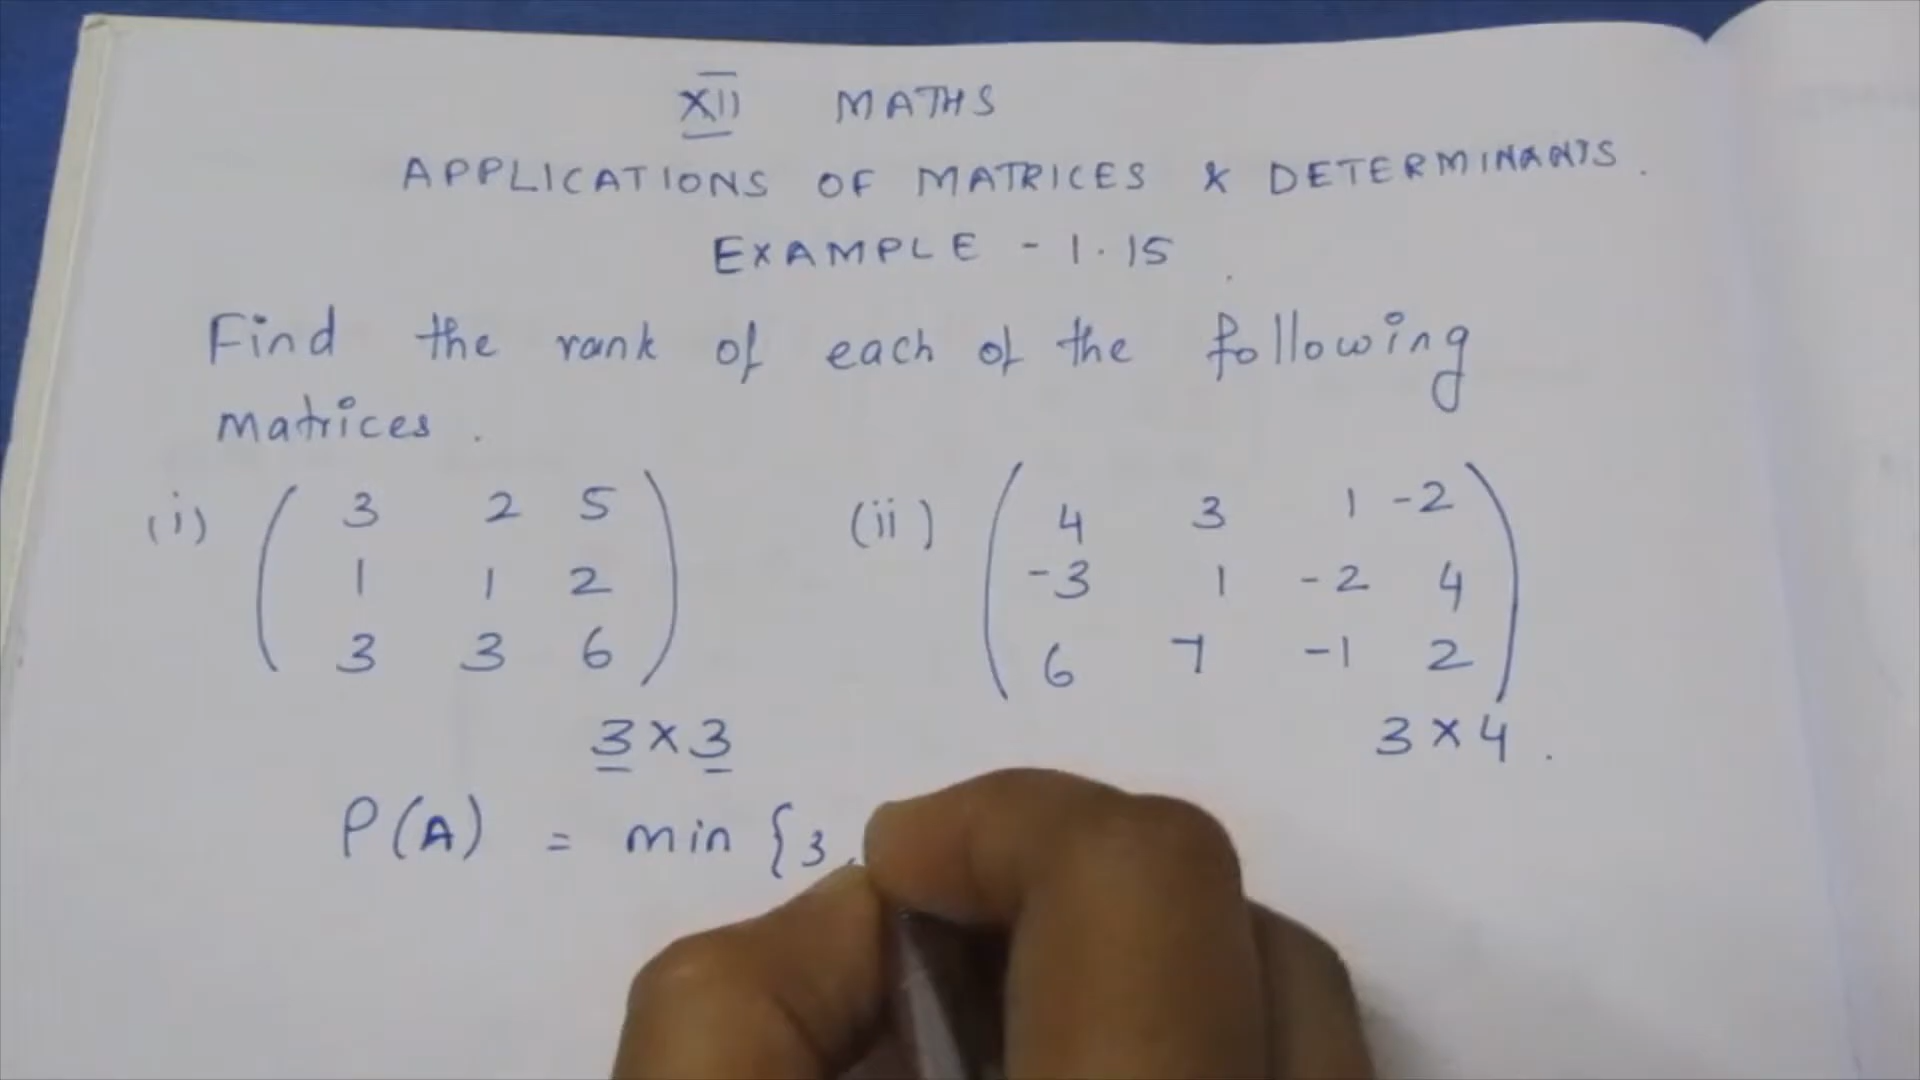 XII MATHS
APPLICATIONS OF MATRICES & DETERMINANTS.
EXAMPLE - 1.15
Find the rank of each of the following
matrices.
(i) ( 3 2 5 ) (ii) ( 4 3 1 -2 )
1 1 2 -3 1 -2 4
3 3 6 6 7 -1 2
3×3 3×4.
P(A) = min {3,